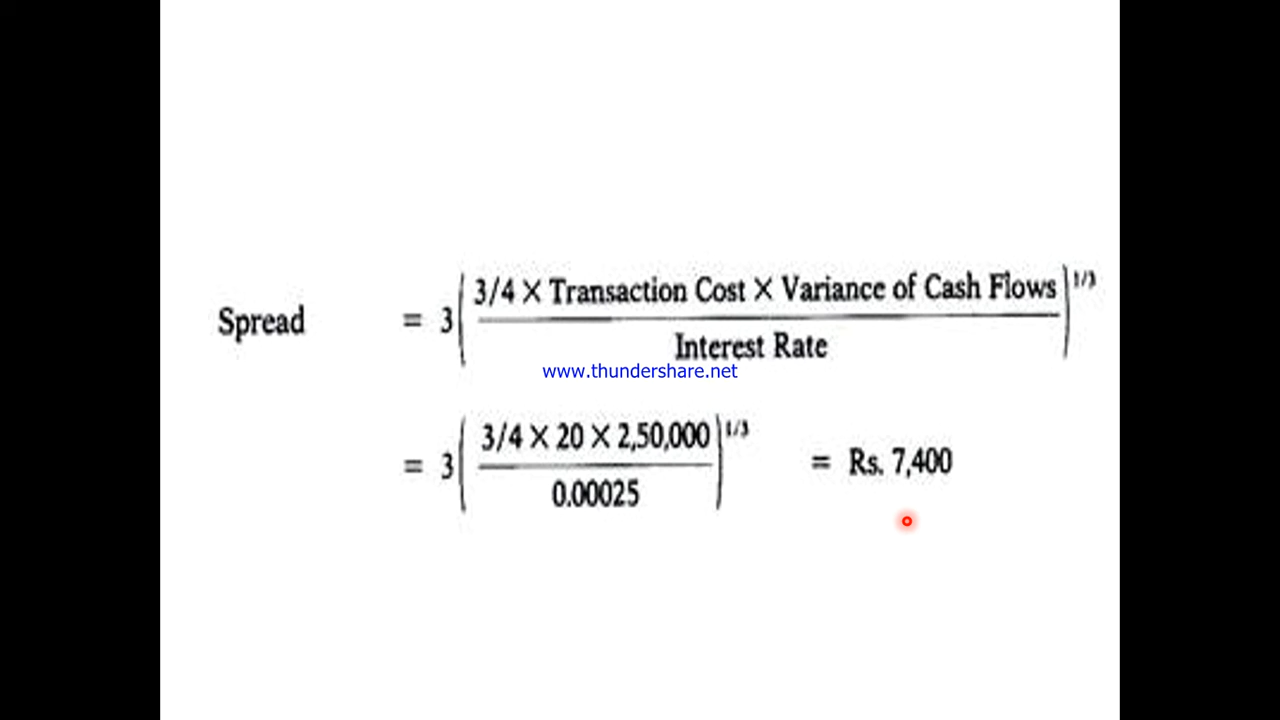 Spread = 3(3/4 × Transaction Cost × Variance of Cash Flows)1/3
Interest Rate
www.thundershare.net
= 3(3/4 × 20 × 2,50,000)1/3 = Rs. 7,400
0.00025